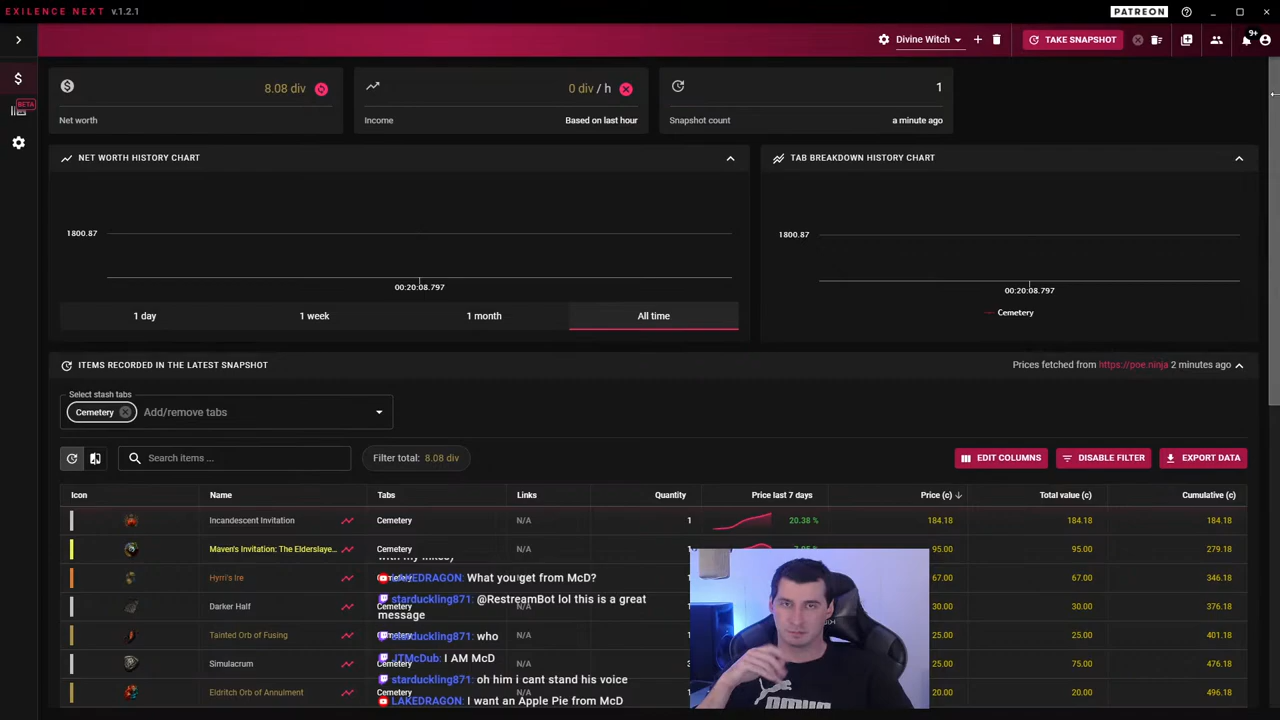 EXILENCE NEXT v.1.2.1
PATREON
Divine Witch
TAKE SNAPSHOT
9+
8.08 div
Net worth
0 div / h
Income
Based on last hour
1
Snapshot count
a minute ago
BETA
NET WORTH HISTORY CHART
1800.87
00:20:08.797
1 day
1 week
1 month
All time
TAB BREAKDOWN HISTORY CHART
1800.87
00:20:08.797
Cemetery
ITEMS RECORDED IN THE LATEST SNAPSHOT
Prices fetched from https://poe.ninja 2 minutes ago
Select stash tabs
Cemetery
Add/remove tabs
Search items ...
Filter total: 8.08 div
EDIT COLUMNS
DISABLE FILTER
EXPORT DATA
Icon Name Tabs Links Quantity Price last 7 days Price (c) Total value (c) Cumulative (c)
Incandescent Invitation Cemetery N/A 1 20.38 % 184.18 184.18 184.18
Maven's Invitation: The Elderslaye... Cemetery N/A 95.00 95.00 279.18
Hyrri's Ire N/A 67.00 67.00 346.18
Darker Half N/A 30.00 30.00 376.18
Tainted Orb of Fusing N/A 25.00 25.00 401.18
Simulacrum N/A 25.00 75.00 476.18
Eldritch Orb of Annulment N/A 20.00 20.00 496.18
LAKEDRAGON: What you get from McD?
starduckling871: @RestreamBot lol this is a great
message
starduckling871: who
JTMcDub: I AM McD
starduckling871: oh him i cant stand his voice
LAKEDRAGON: I want an Apple Pie from McD